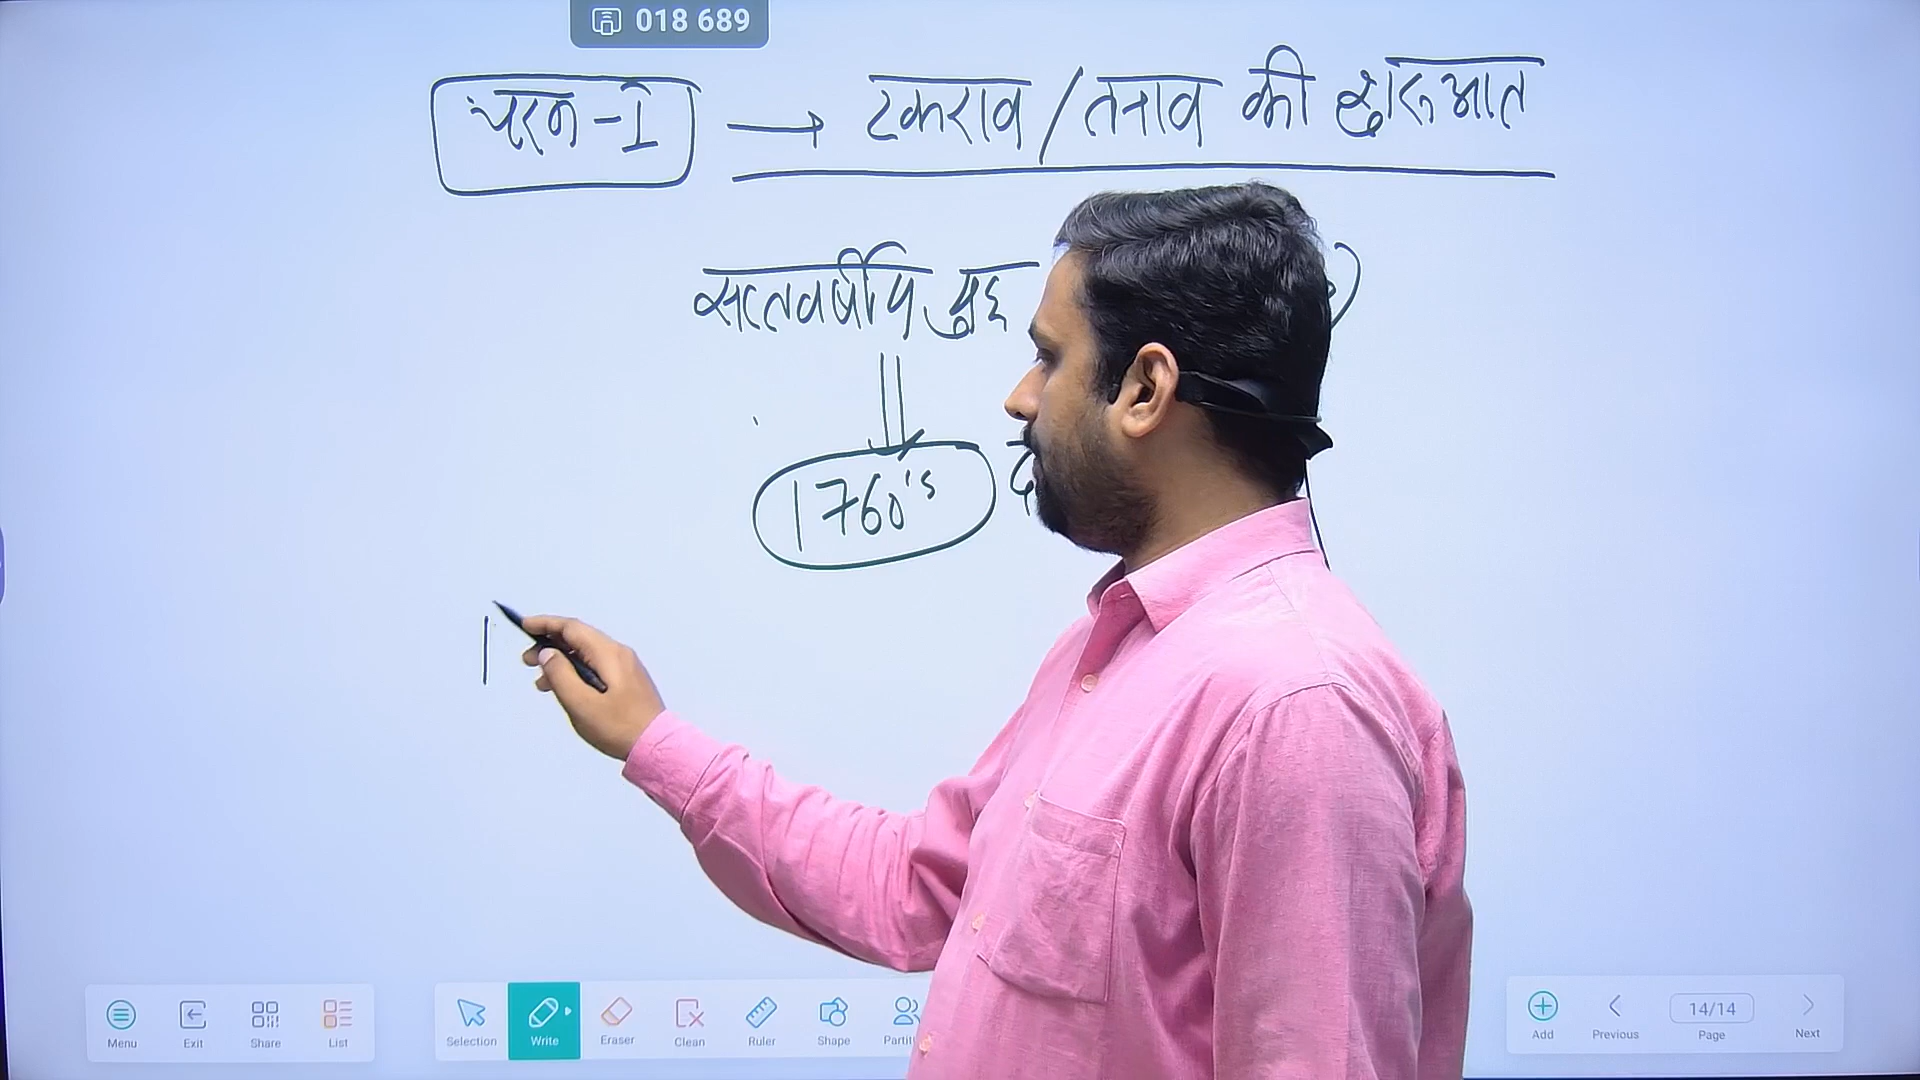 018 689
चरण-I → टकराव/तनाव की शुरुआत
सप्तवर्षीय युद्ध
1760's
Menu
Exit
Share
List
Selection
Write
Eraser
Clean
Ruler
Shape
Add
Previous
14/14
Page
Next